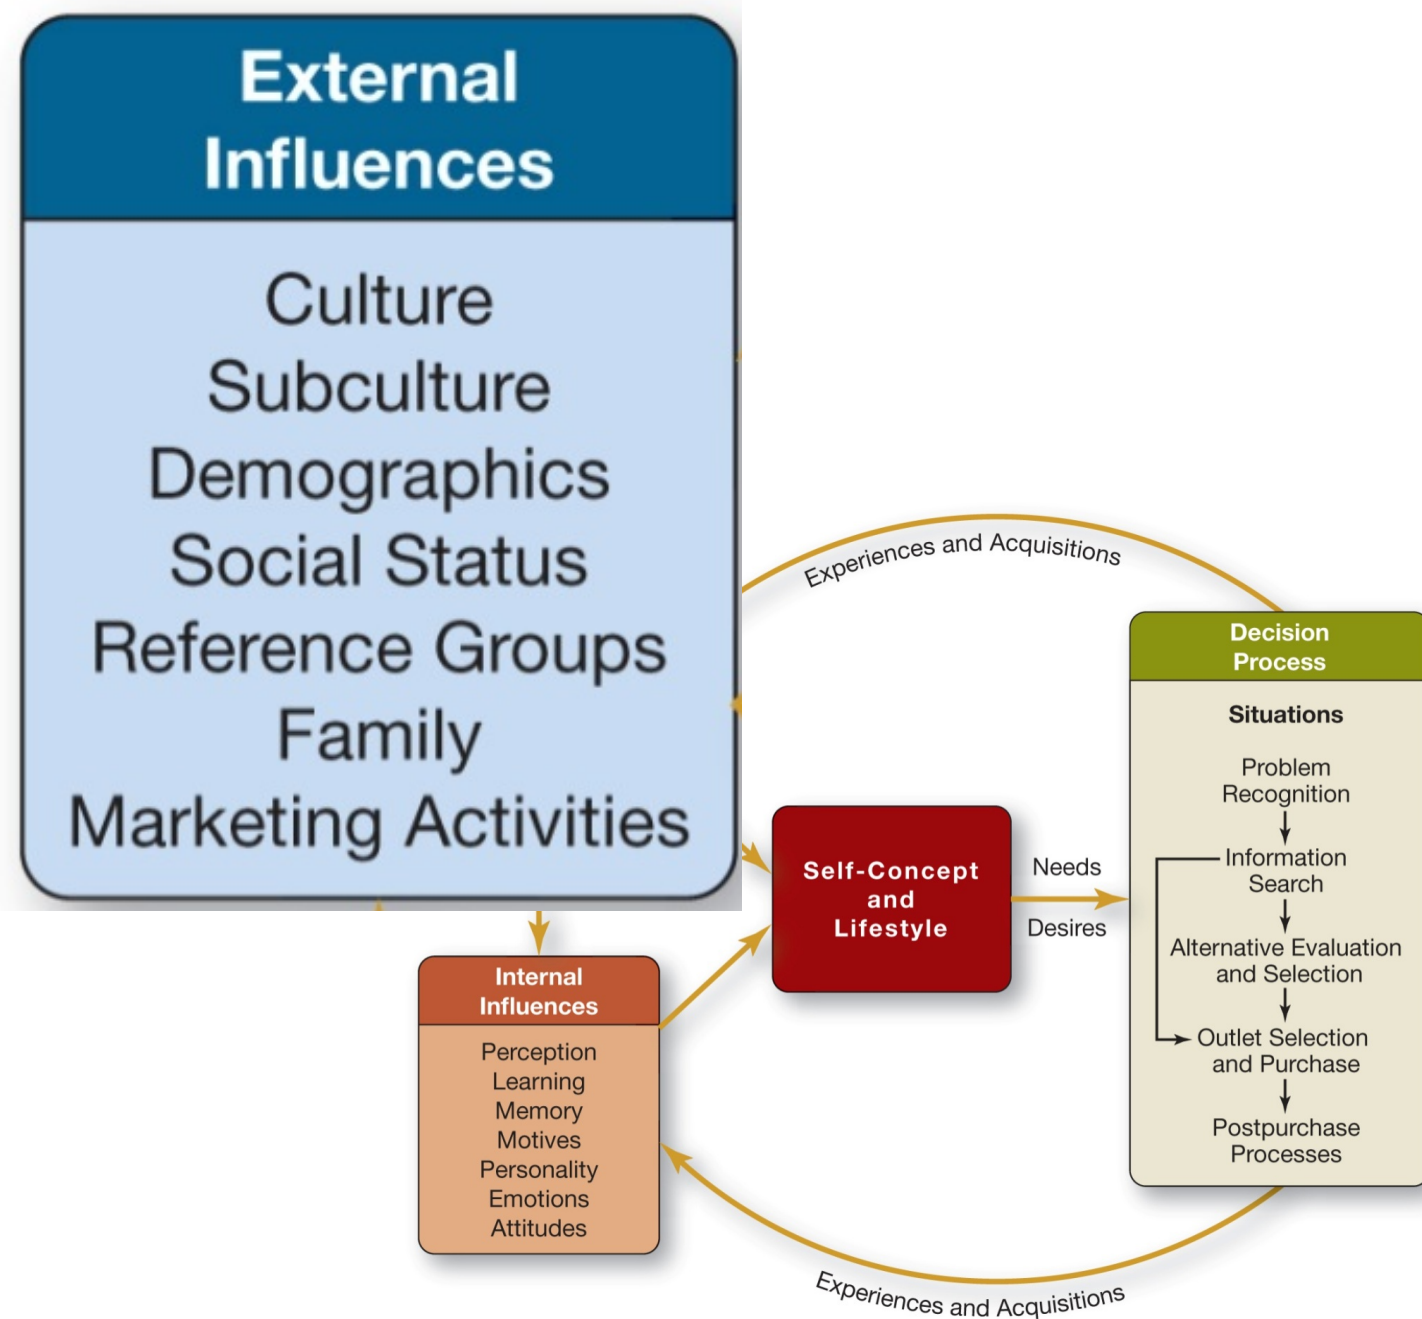 External
Influences
Culture
Subculture
Demographics
Social Status
Reference Groups
Family
Marketing Activities
Experiences and Acquisitions
Decision
Process
Situations
Problem
Recognition
Information
Search
Alternative Evaluation
and Selection
Outlet Selection
and Purchase
Postpurchase
Processes
Self-Concept
and
Lifestyle
Needs
Desires
Internal
Influences
Perception
Learning
Memory
Motives
Personality
Emotions
Attitudes
Experiences and Acquisitions